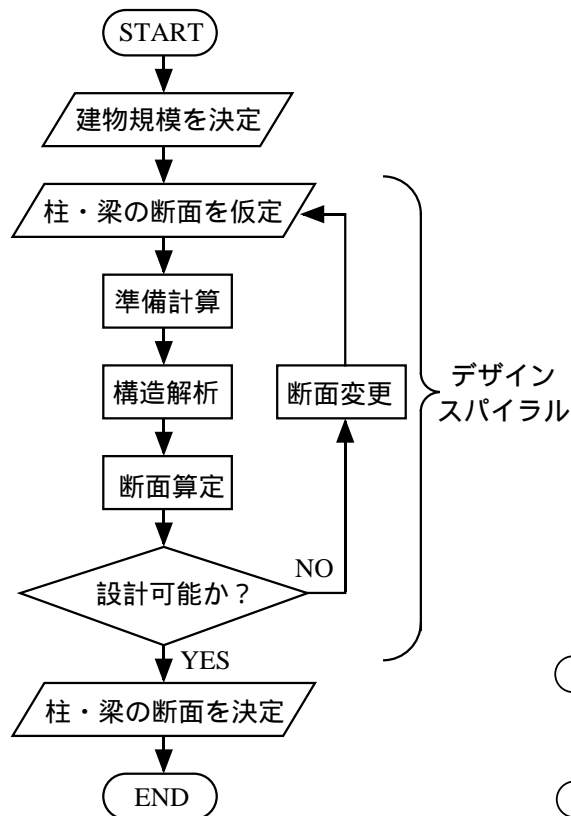 START
建物規模を決定
柱・梁の断面を仮定
準備計算
構造解析
断面変更
断面算定
設計可能か？
NO
YES
柱・梁の断面を決定
END
デザイン
スパイラル